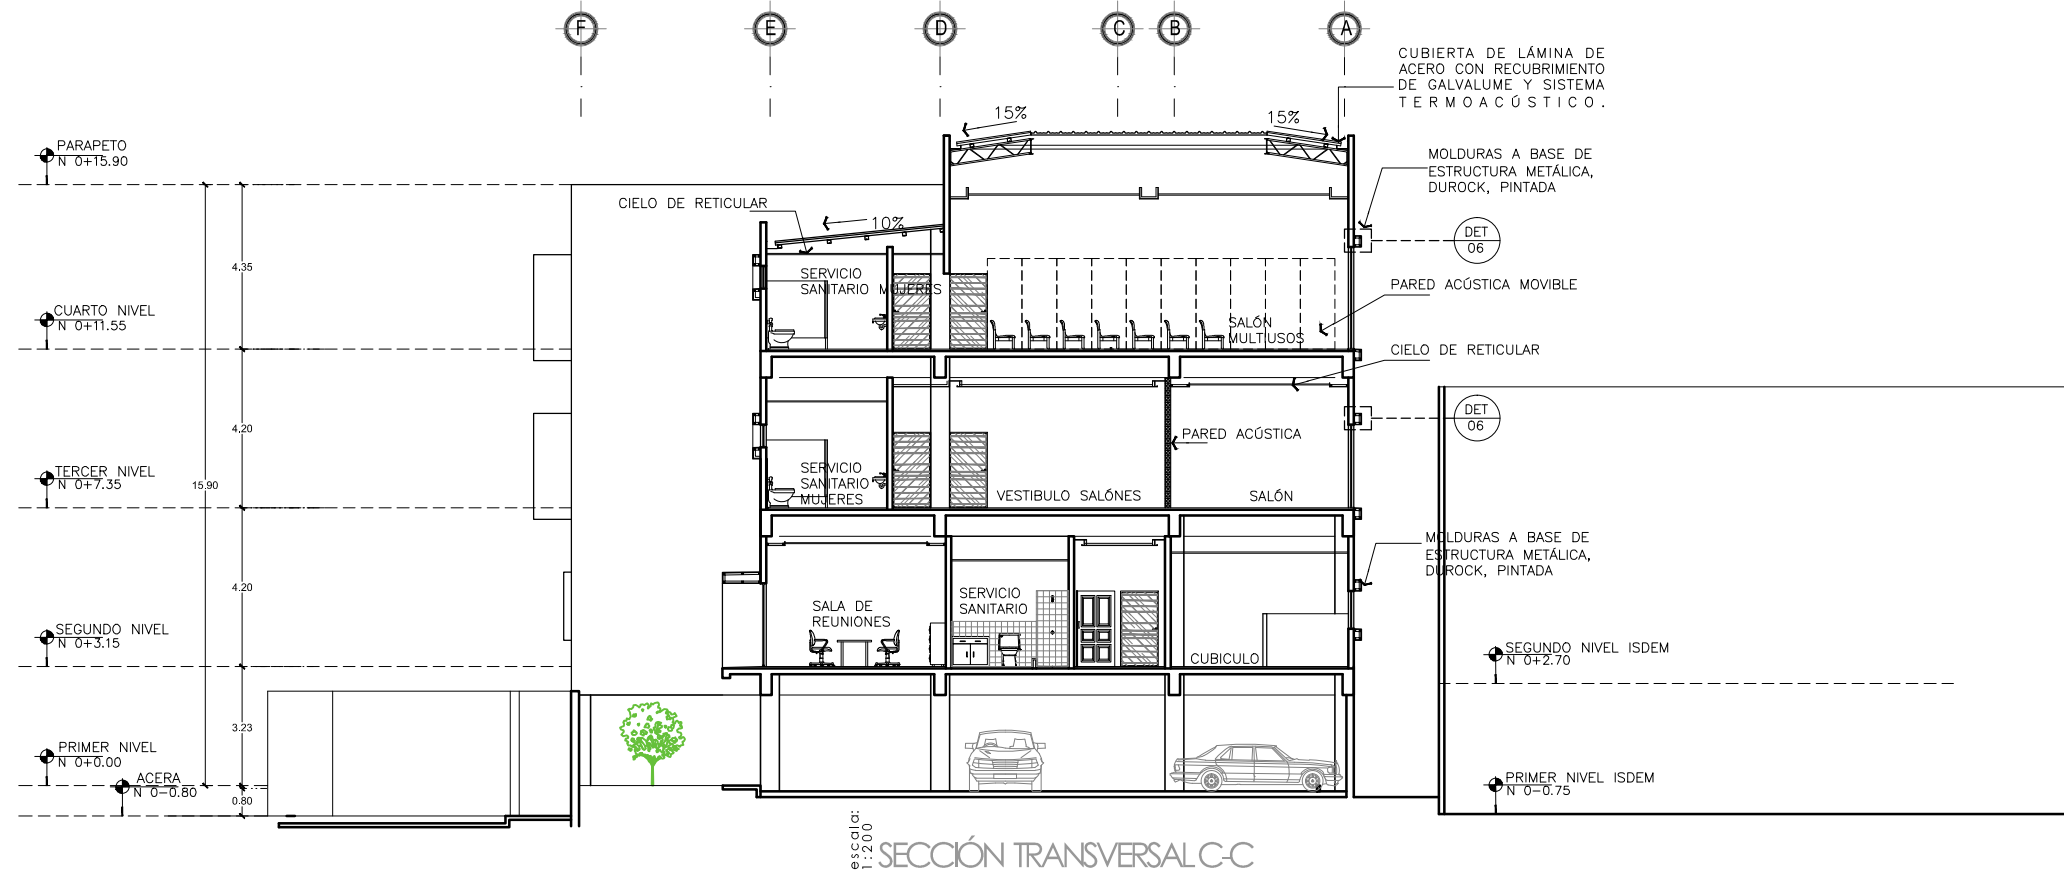 F
E
D
C
B
A
CUBIERTA DE LÁMINA DE
ACERO CON RECUBRIMIENTO
DE GALVALUME Y SISTEMA
TERMOACÚSTICO.
15%
15%
PARAPETO
N 0+15.90
MOLDURAS A BASE DE
ESTRUCTURA METÁLICA,
DUROCK, PINTADA
CIELO DE RETICULAR
10%
DET
06
4.35
SERVICIO
SANITARIO MUJERES
PARED ACÚSTICA MOVIBLE
CUARTO NIVEL
N 0+11.55
SALÓN
MULTIUSOS
CIELO DE RETICULAR
DET
06
4.20
PARED ACÚSTICA
TERCER NIVEL
N 0+7.35
15.90
SERVICIO
SANITARIO
MUJERES
VESTIBULO SALÓNES
SALÓN
MOLDURAS A BASE DE
ESTRUCTURA METÁLICA,
DUROCK, PINTADA
4.20
SALA DE
REUNIONES
SERVICIO
SANITARIO
SEGUNDO NIVEL
N 0+3.15
CUBICULO
SEGUNDO NIVEL ISDEM
N 0+2.70
3.23
PRIMER NIVEL
N 0+0.00
ACERA
N 0-0.80
0.80
PRIMER NIVEL ISDEM
N 0-0.75
escala:
1:200
SECCIÓN TRANSVERSAL C-C